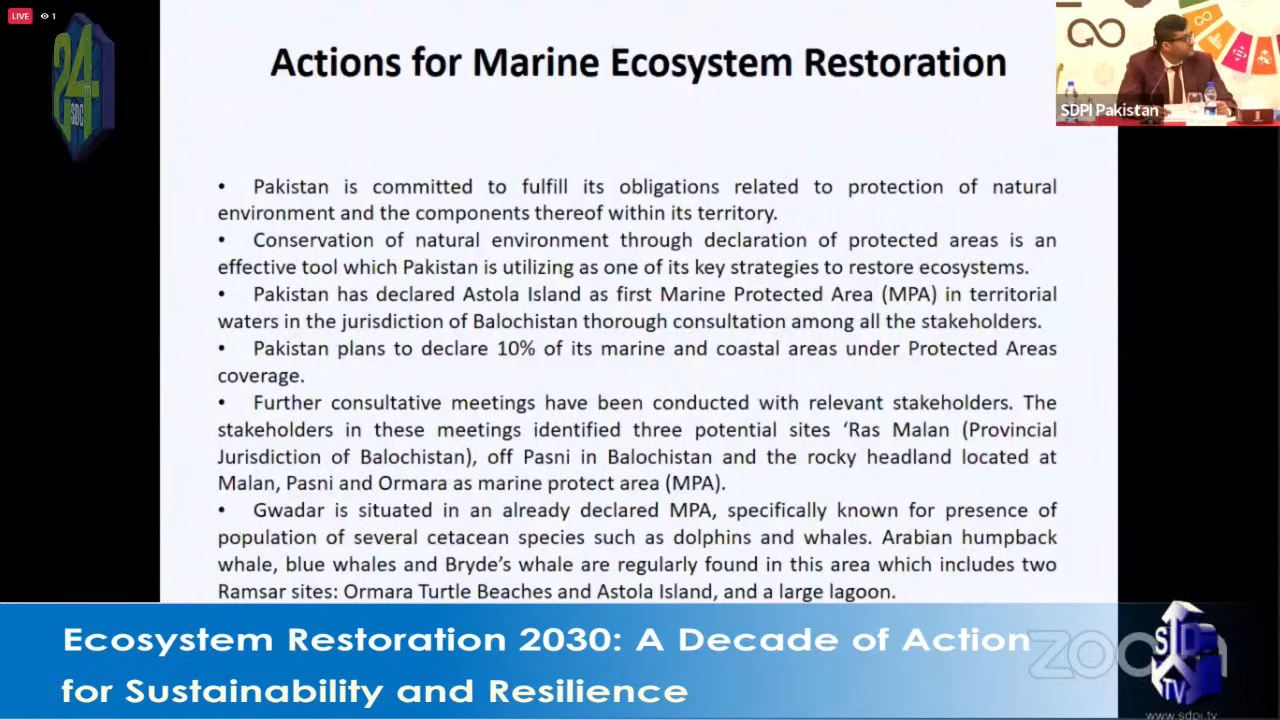 LIVE 1
24th
SDC
Actions for Marine Ecosystem Restoration
SDPI Pakistan
• Pakistan is committed to fulfill its obligations related to protection of natural
environment and the components thereof within its territory.
• Conservation of natural environment through declaration of protected areas is an
effective tool which Pakistan is utilizing as one of its key strategies to restore ecosystems.
• Pakistan has declared Astola Island as first Marine Protected Area (MPA) in territorial
waters in the jurisdiction of Balochistan thorough consultation among all the stakeholders.
• Pakistan plans to declare 10% of its marine and coastal areas under Protected Areas
coverage.
• Further consultative meetings have been conducted with relevant stakeholders. The
stakeholders in these meetings identified three potential sites ‘Ras Malan (Provincial
Jurisdiction of Balochistan), off Pasni in Balochistan and the rocky headland located at
Malan, Pasni and Ormara as marine protect area (MPA).
• Gwadar is situated in an already declared MPA, specifically known for presence of
population of several cetacean species such as dolphins and whales. Arabian humpback
whale, blue whales and Bryde’s whale are regularly found in this area which includes two
Ramsar sites: Ormara Turtle Beaches and Astola Island, and a large lagoon.
Ecosystem Restoration 2030: A Decade of Action
for Sustainability and Resilience
zoom
SDPI
TV
www.sdpi.tv